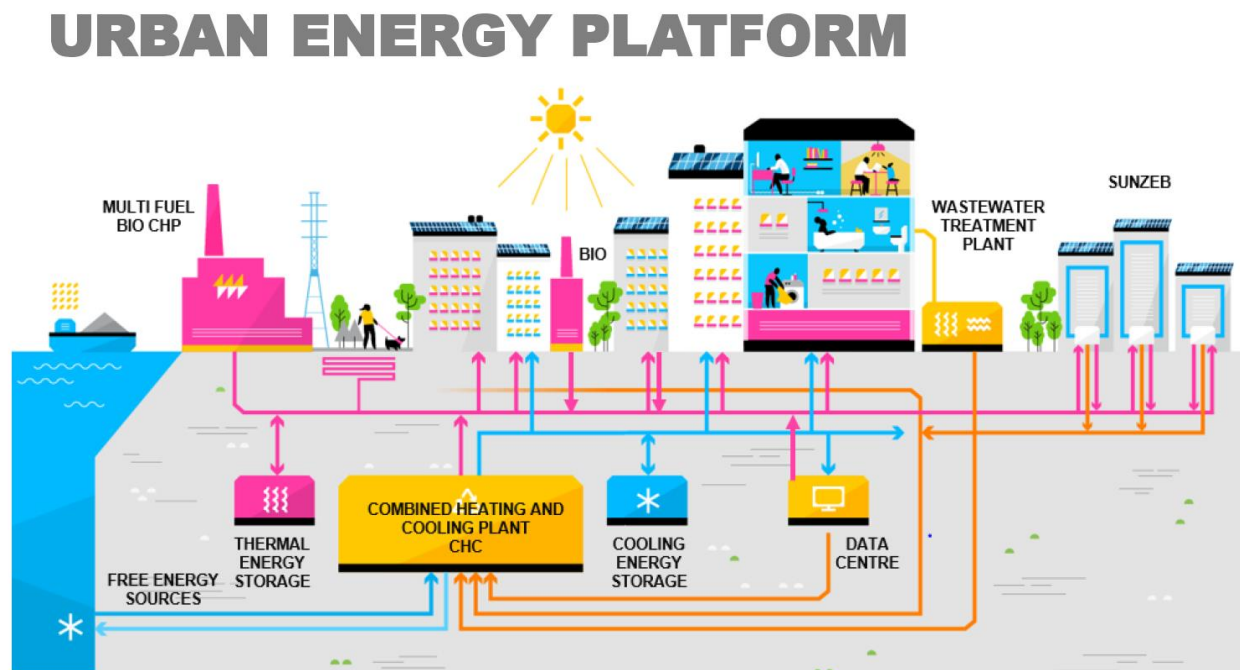 URBAN ENERGY PLATFORM
MULTI FUEL
BIO CHP
BIO
WASTEWATER
TREATMENT
PLANT
SUNZEB
THERMAL
ENERGY
STORAGE
COMBINED HEATING AND
COOLING PLANT
CHC
COOLING
ENERGY
STORAGE
DATA
CENTRE
FREE ENERGY
SOURCES